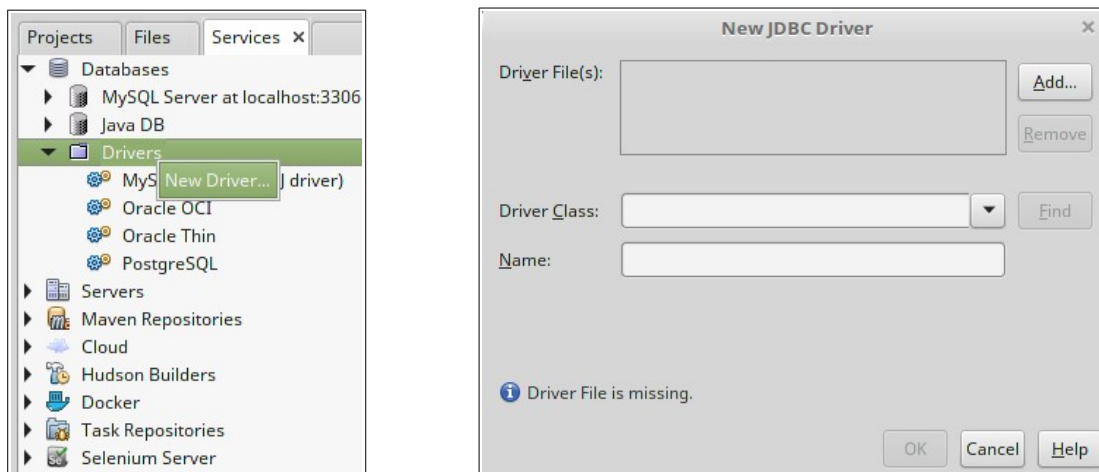 Projects Files Services ×
Databases
MySQL Server at localhost:3306
Java DB
Drivers
MyS New Driver... J driver)
Oracle OCI
Oracle Thin
PostgreSQL
Servers
Maven Repositories
Cloud
Hudson Builders
Docker
Task Repositories
Selenium Server
New JDBC Driver ×
Driver File(s): Add...
Remove
Driver Class: Find
Name:
Driver File is missing.
OK Cancel Help